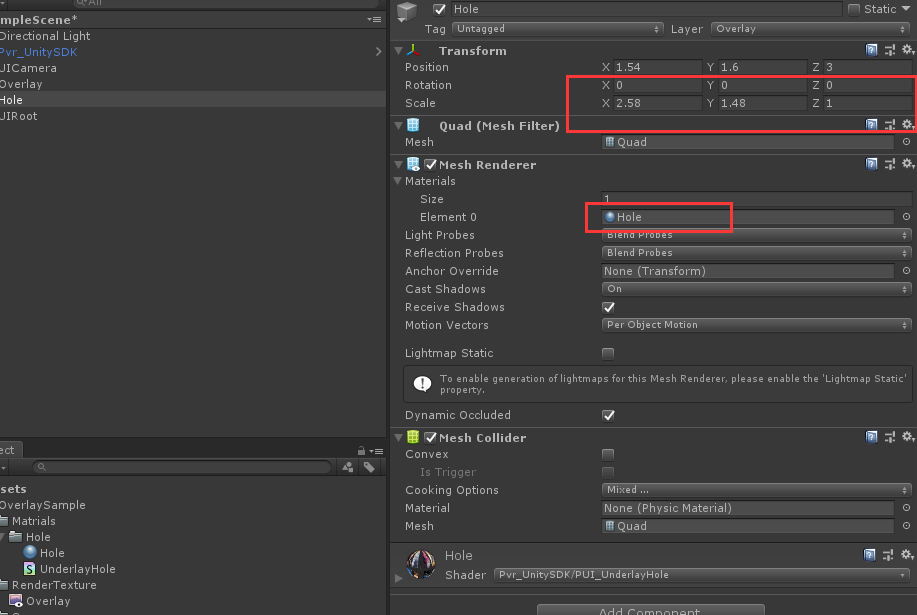 All
mpleScene*
Directional Light
Pvr_UnitySDK
UICamera
Overlay
Hole
UIRoot
ect
sets
OverlaySample
Matrials
Hole
Hole
UnderlayHole
RenderTexture
Overlay
Hole Static
Tag Untagged Layer Overlay
Transform
Position X 1.54 Y 1.6 Z 3
Rotation X 0 Y 0 Z 0
Scale X 2.58 Y 1.48 Z 1
Quad (Mesh Filter)
Mesh Quad
Mesh Renderer
Materials
Size 1
Element 0 Hole
Light Probes Blend Probes
Reflection Probes Blend Probes
Anchor Override None (Transform)
Cast Shadows On
Receive Shadows
Motion Vectors Per Object Motion
Lightmap Static
To enable generation of lightmaps for this Mesh Renderer, please enable the 'Lightmap Static'
property.
Dynamic Occluded
Mesh Collider
Convex
Is Trigger
Cooking Options Mixed ...
Material None (Physic Material)
Mesh Quad
Hole
Shader Pvr_UnitySDK/PUI_UnderlayHole
Add Component